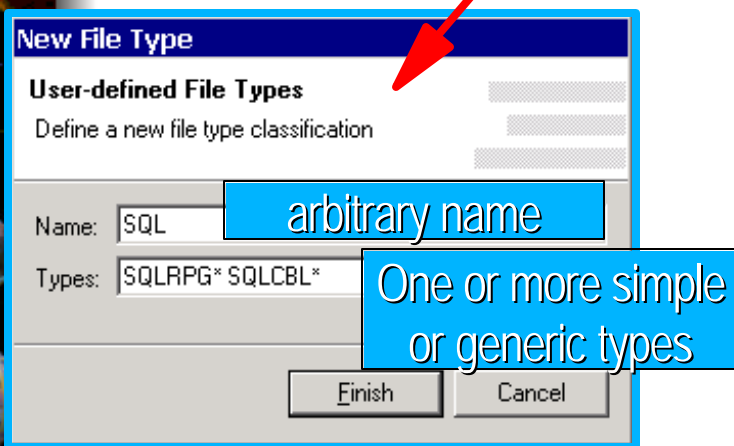 New File Type
User-defined File Types
Define a new file type classification
Name: SQL
arbitrary name
Types: SQLRPG* SQLCBL*
One or more simple
or generic types
Finish Cancel